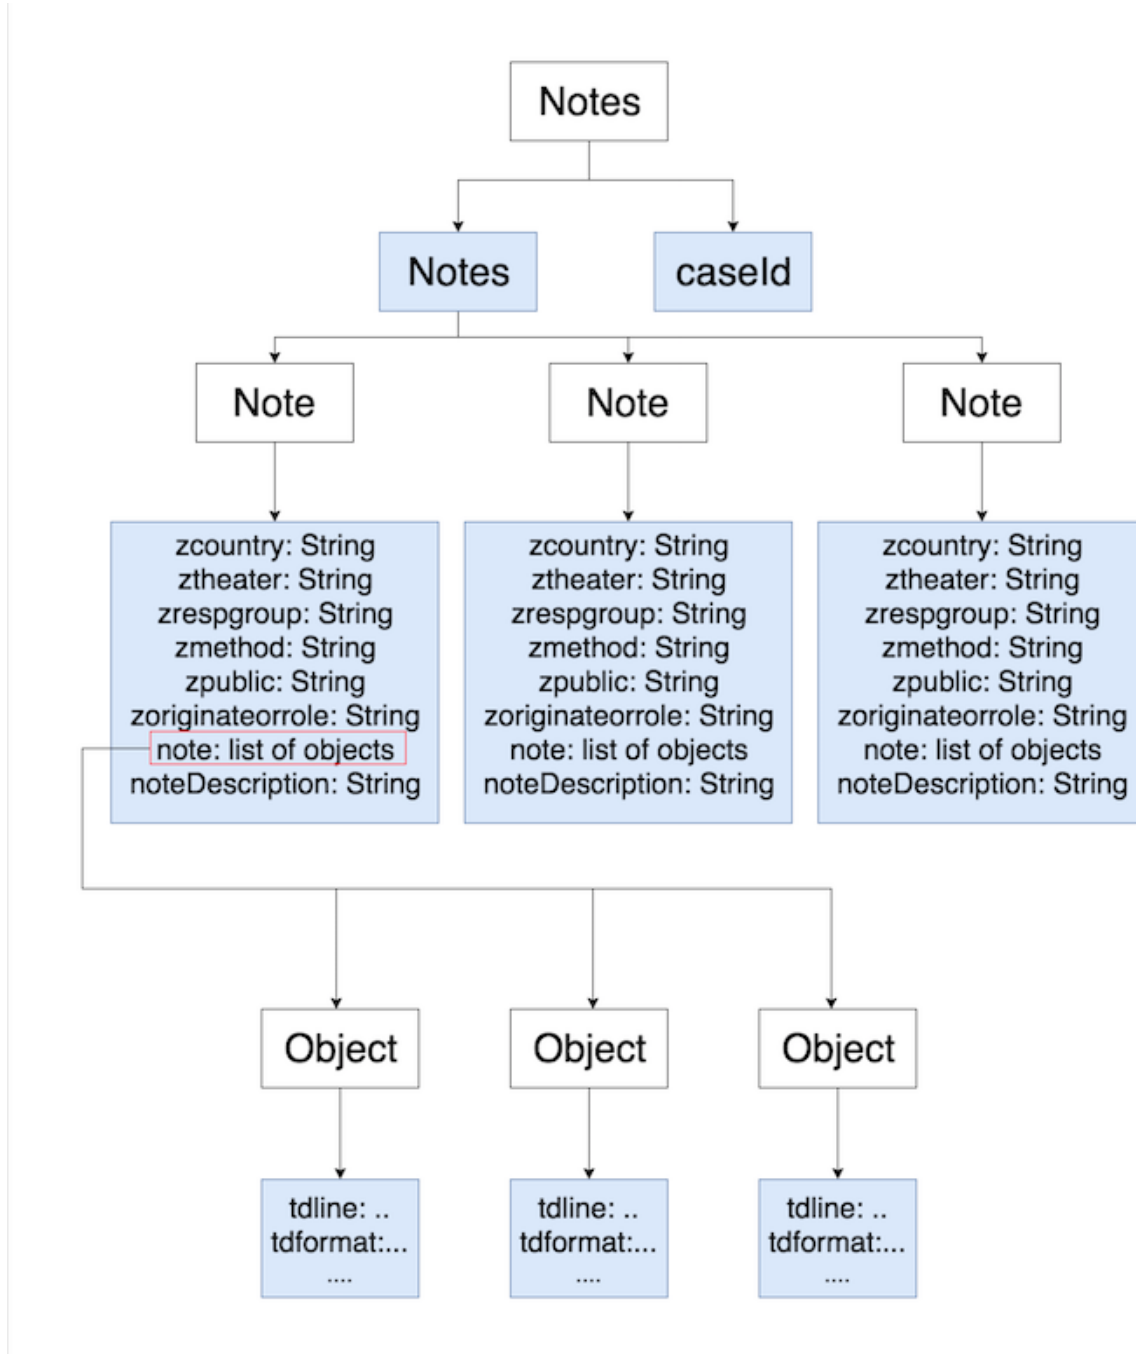 Notes
Notes
caseId
Note
Note
Note
zcountry: String
ztheater: String
zrespgroup: String
zmethod: String
zpublic: String
zoriginateorrole: String
note: list of objects
noteDescription: String
zcountry: String
ztheater: String
zrespgroup: String
zmethod: String
zpublic: String
zoriginateorrole: String
note: list of objects
noteDescription: String
zcountry: String
ztheater: String
zrespgroup: String
zmethod: String
zpublic: String
zoriginateorrole: String
note: list of objects
noteDescription: String
Object
Object
Object
tdline: ..
tdformat:...
....
tdline: ..
tdformat:...
....
tdline: ..
tdformat:...
....